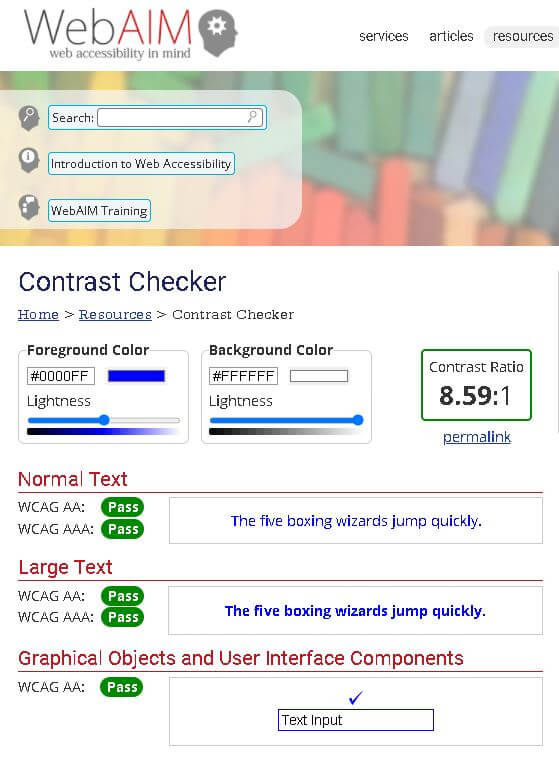 WebAIM
web accessibility in mind
services articles resources
Search:
Introduction to Web Accessibility
WebAIM Training
Contrast Checker
Home > Resources > Contrast Checker
Foreground Color
#0000FF
Lightness
Background Color
#FFFFFF
Lightness
Contrast Ratio
8.59:1
permalink
Normal Text
WCAG AA: Pass
WCAG AAA: Pass
The five boxing wizards jump quickly.
Large Text
WCAG AA: Pass
WCAG AAA: Pass
The five boxing wizards jump quickly.
Graphical Objects and User Interface Components
WCAG AA: Pass
✓
Text Input